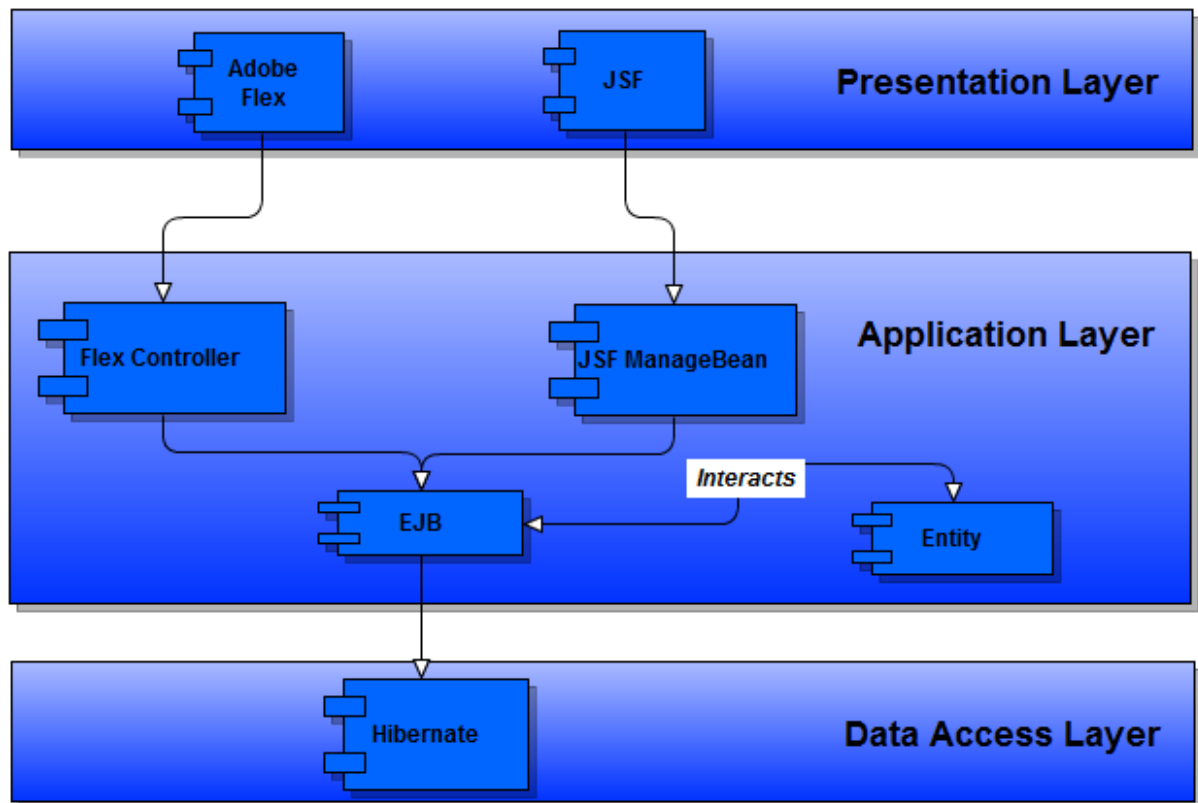 Adobe
Flex
JSF
Presentation Layer
Flex Controller
JSF ManageBean
Application Layer
Interacts
EJB
Entity
Hibernate
Data Access Layer